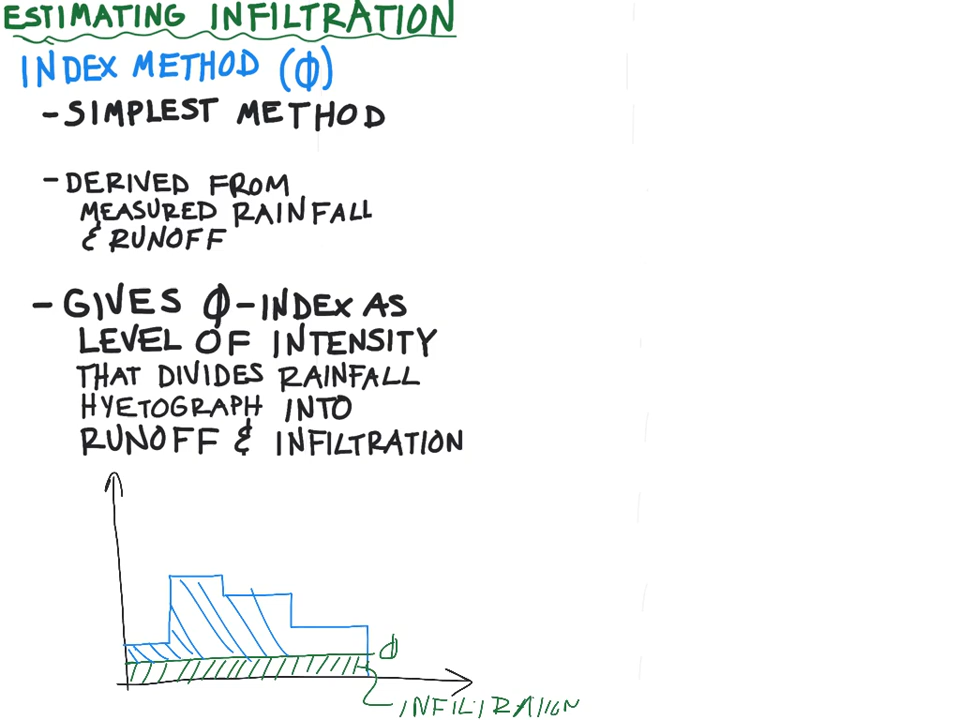 ESTIMATING INFILTRATION
INDEX METHOD (ϕ)
- SIMPLEST METHOD
- DERIVED FROM
MEASURED RAINFALL
& RUNOFF
- GIVES ϕ-INDEX AS
LEVEL OF INTENSITY
THAT DIVIDES RAINFALL
HYETOGRAPH INTO
RUNOFF & INFILTRATION
ϕ
INFILTRATION